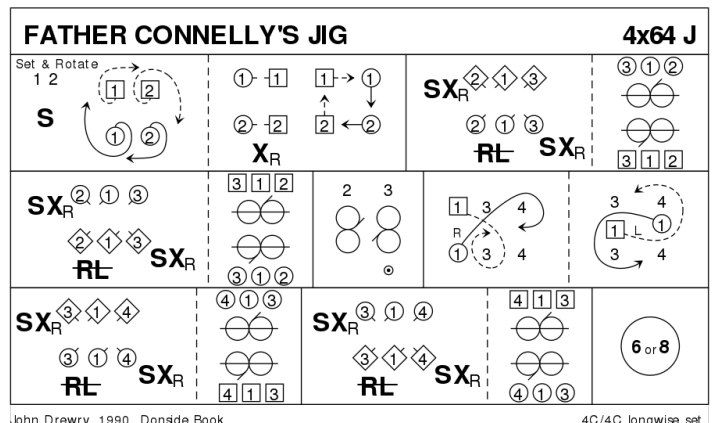 FATHER CONNELLY'S JIG 4x64 J
Set & Rotate
1 2
1 2
S
1 2
1 1 1 1
2 2 2 2
XR
SXR 2 1 3
2 1 3
RL SXR
3 1 2
3 1 2
SXR 2 1 3
2 1 3
RL SXR
3 1 2
3 1 2
2 3
1 3 4
R
1 3 4
3 4
1 L 1
3 4
SXR 3 1 4
3 1 4
RL SXR
4 1 3
4 1 3
SXR 3 1 4
3 1 4
RL SXR
4 1 3
4 1 3
6 or 8
John Drewry, 1990, Donside Book 4C/4C longwise set